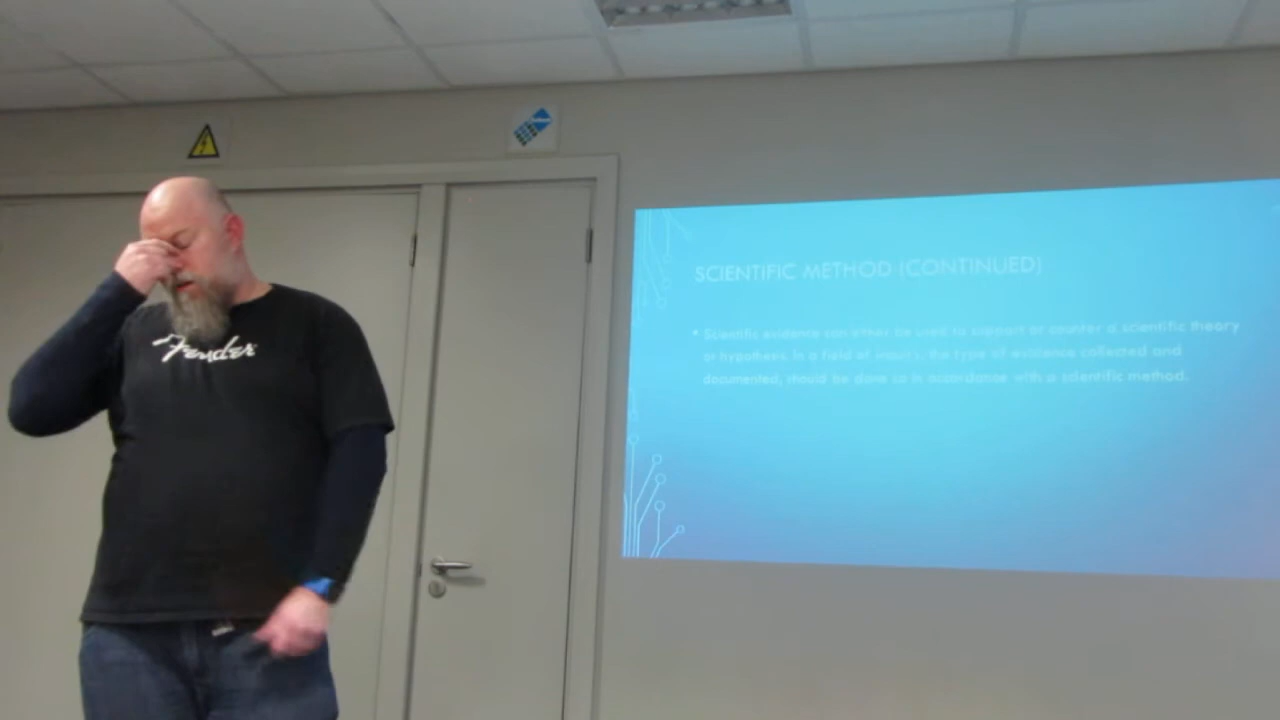 Fender
SCIENTIFIC METHOD (CONTINUED)
• Scientific evidence can either be used to support or counter a scientific theory
or hypothesis. In a field of inquiry, the type of evidence collected and
documented, should be done so in accordance with a scientific method.